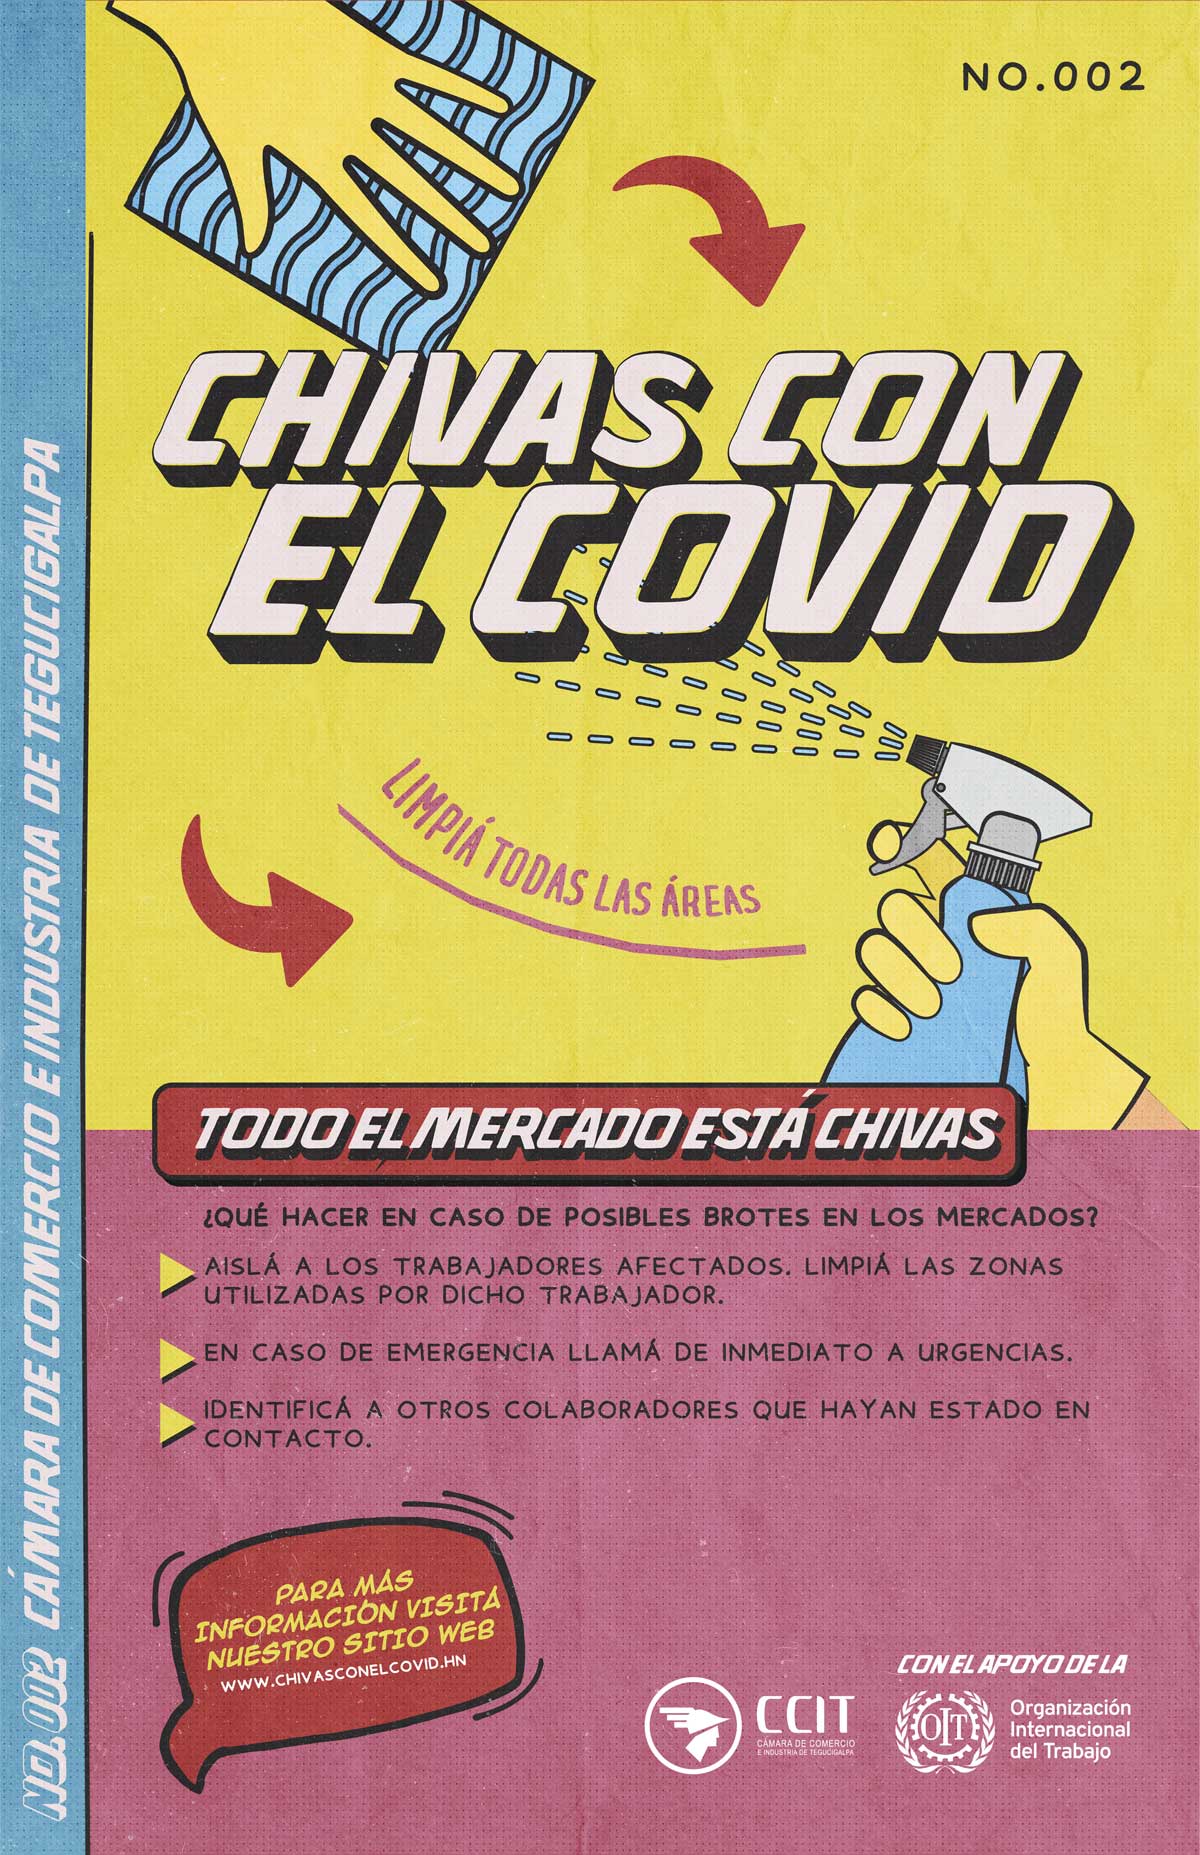 NO.002
CHIVAS CON
EL COVID
LIMPIÁ TODAS LAS ÁREAS
TODO EL MERCADO ESTÁ CHIVAS
¿QUÉ HACER EN CASO DE POSIBLES BROTES EN LOS MERCADOS?
AISLÁ A LOS TRABAJADORES AFECTADOS. LIMPIÁ LAS ZONAS
UTILIZADAS POR DICHO TRABAJADOR.
EN CASO DE EMERGENCIA LLAMÁ DE INMEDIATO A URGENCIAS.
IDENTIFICÁ A OTROS COLABORADORES QUE HAYAN ESTADO EN
CONTACTO.
PARA MÁS
INFORMACIÓN VISITÁ
NUESTRO SITIO WEB
WWW.CHIVASCONELCOVID.HN
CCIT
CÁMARA DE COMERCIO
E INDUSTRIA DE TEGUCIGALPA
CON EL APOYO DE LA
OIT
Organización
Internacional
del Trabajo
NO. 002 CÁMARA DE COMERCIO E INDUSTRIA DE TEGUCIGALPA